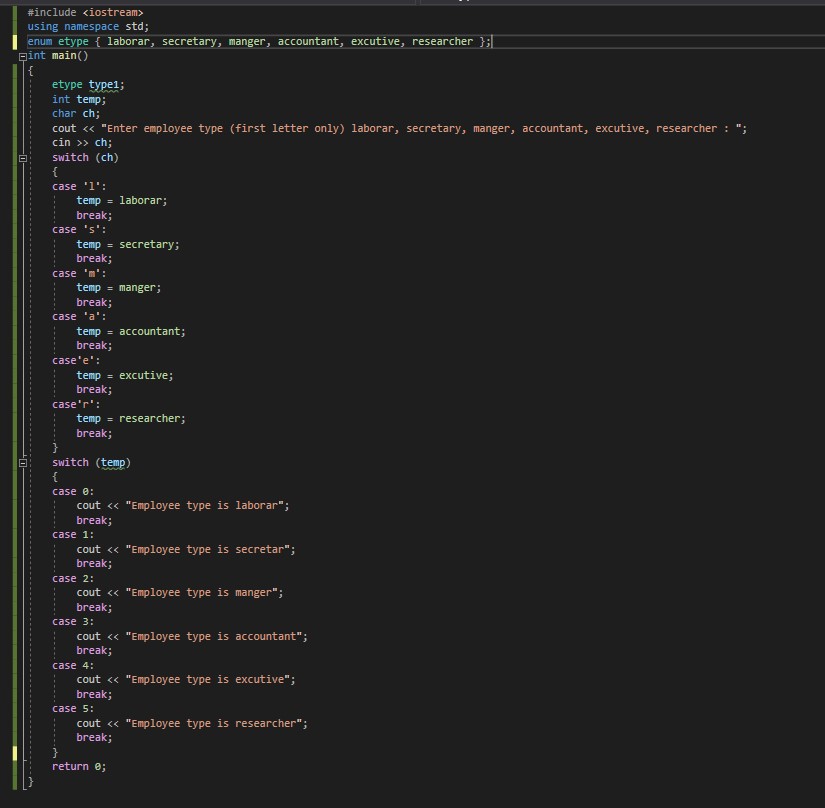 #include <iostream>
using namespace std;
enum etype { laborar, secretary, manger, accountant, excutive, researcher };
int main()
{
    etype type1;
    int temp;
    char ch;
    cout << "Enter employee type (first letter only) laborar, secretary, manger, accountant, excutive, researcher : ";
    cin >> ch;
    switch (ch)
    {
    case 'l':
        temp = laborar;
        break;
    case 's':
        temp = secretary;
        break;
    case 'm':
        temp = manger;
        break;
    case 'a':
        temp = accountant;
        break;
    case'e':
        temp = excutive;
        break;
    case'r':
        temp = researcher;
        break;
    }
    switch (temp)
    {
    case 0:
        cout << "Employee type is laborar";
        break;
    case 1:
        cout << "Employee type is secretar";
        break;
    case 2:
        cout << "Employee type is manger";
        break;
    case 3:
        cout << "Employee type is accountant";
        break;
    case 4:
        cout << "Employee type is excutive";
        break;
    case 5:
        cout << "Employee type is researcher";
        break;
    }
    return 0;
}